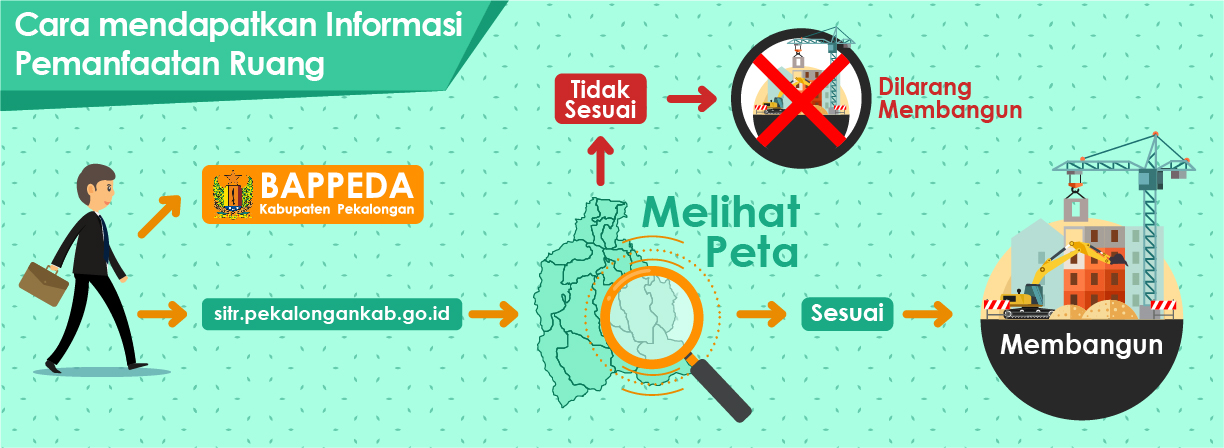 Cara mendapatkan Informasi
Pemanfaatan Ruang
BAPPEDA
Kabupaten Pekalongan
sitr.pekalongankab.go.id
Melihat
Peta
Tidak
Sesuai
Dilarang
Membangun
Sesuai
Membangun